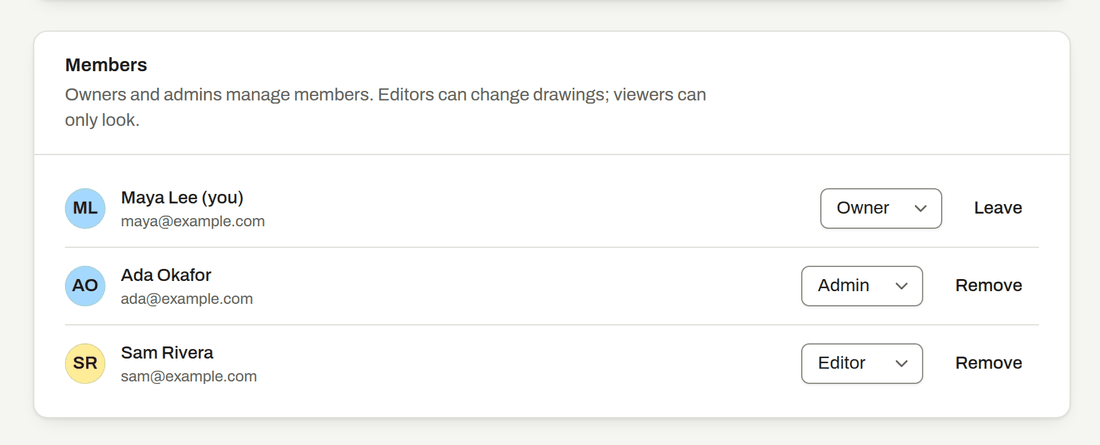 Members
Owners and admins manage members. Editors can change drawings; viewers can
only look.
ML
Maya Lee (you)
maya@example.com
Owner
Leave
AO
Ada Okafor
ada@example.com
Admin
Remove
SR
Sam Rivera
sam@example.com
Editor
Remove